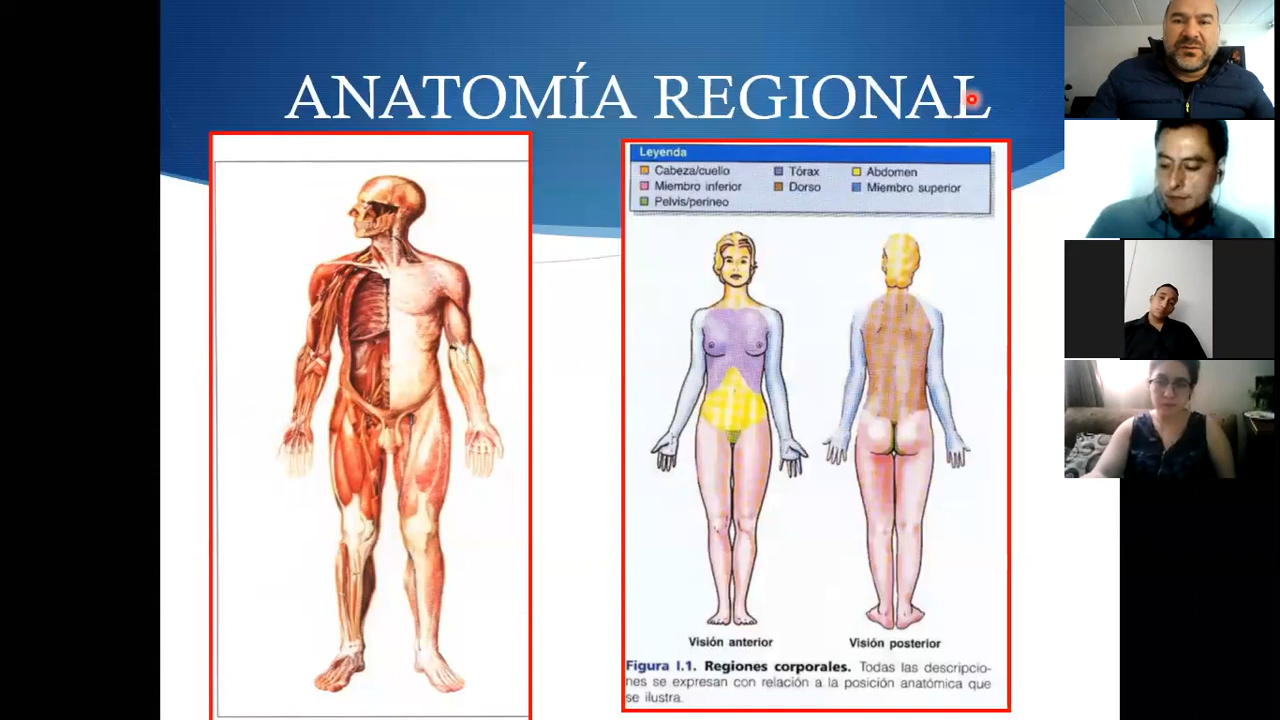 ANATOMÍA REGIONAL
Leyenda
Cabeza/cuello Tórax Abdomen
Miembro inferior Dorso Miembro superior
Pelvis/perineo
Visión anterior Visión posterior
Figura I.1. Regiones corporales. Todas las descripcio-
nes se expresan con relación a la posición anatómica que
se ilustra.